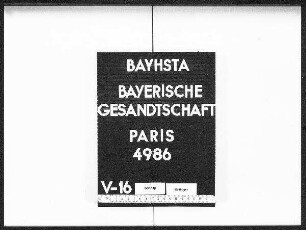 BAYHSTA
BAYERISCHE
GESANDTSCHAFT
PARIS
4986
V-16